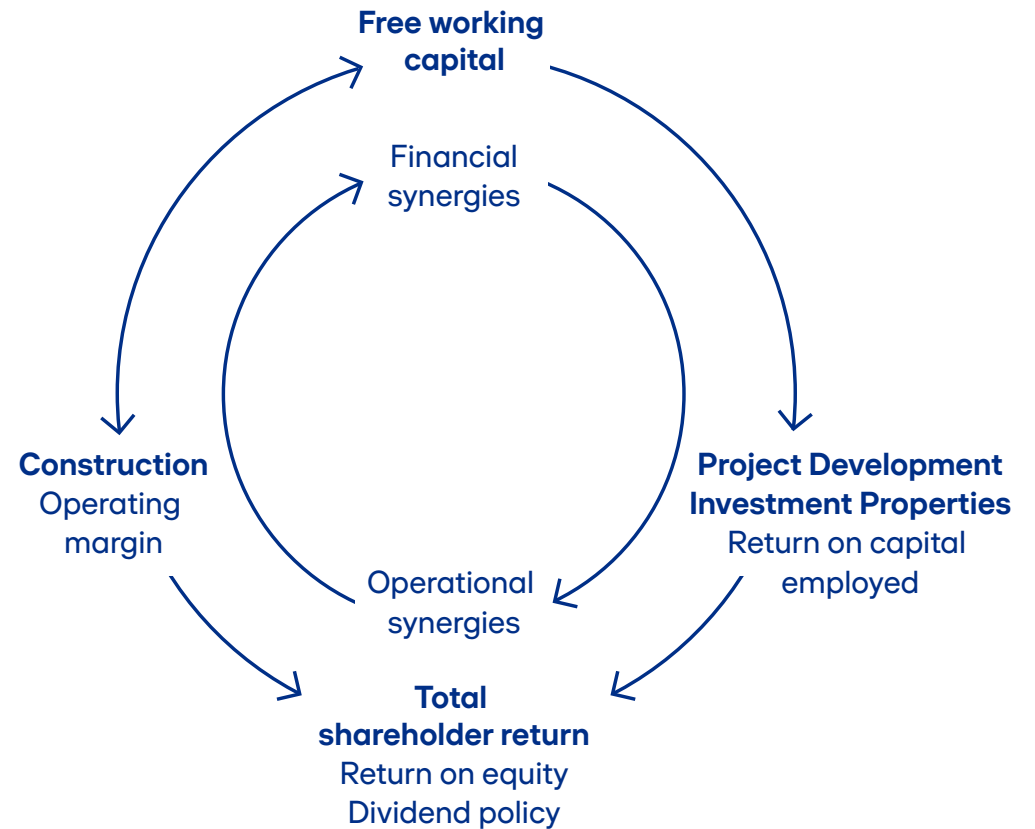 Free working
capital
Financial
synergies
Construction
Operating
margin
Project Development
Investment Properties
Return on capital
employed
Operational
synergies
Total
shareholder return
Return on equity
Dividend policy